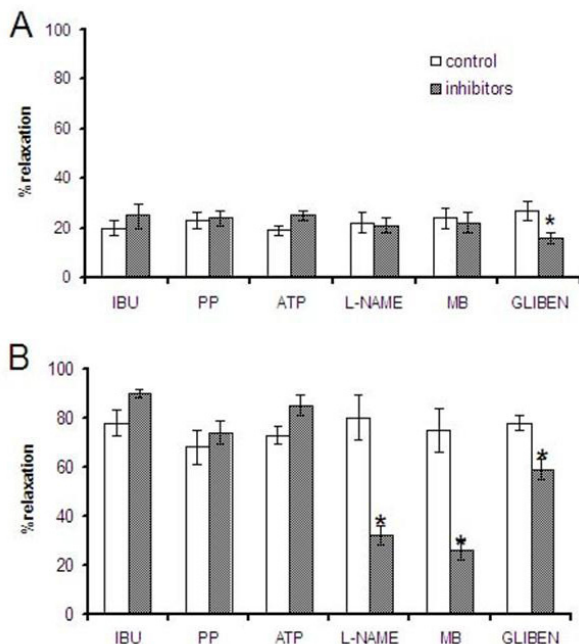 A
100
80
60
40
20
0
% relaxation
control
inhibitors
*
IBU PP ATP L-NAME MB GLIBEN
B
100
80
60
40
20
0
%relaxation
* * *
IBU PP ATP L-NAME MB GLIBEN